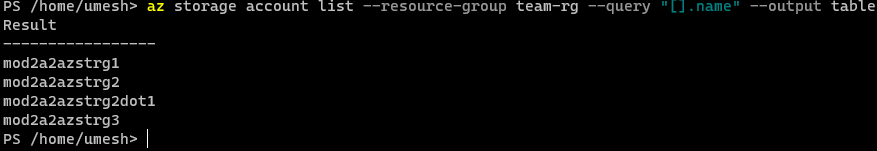 PS /home/umesh> az storage account list --resource-group team-rg --query "[].name" --output table
Result
-----------------
mod2a2azstrg1
mod2a2azstrg2
mod2a2azstrg2dot1
mod2a2azstrg3
PS /home/umesh>